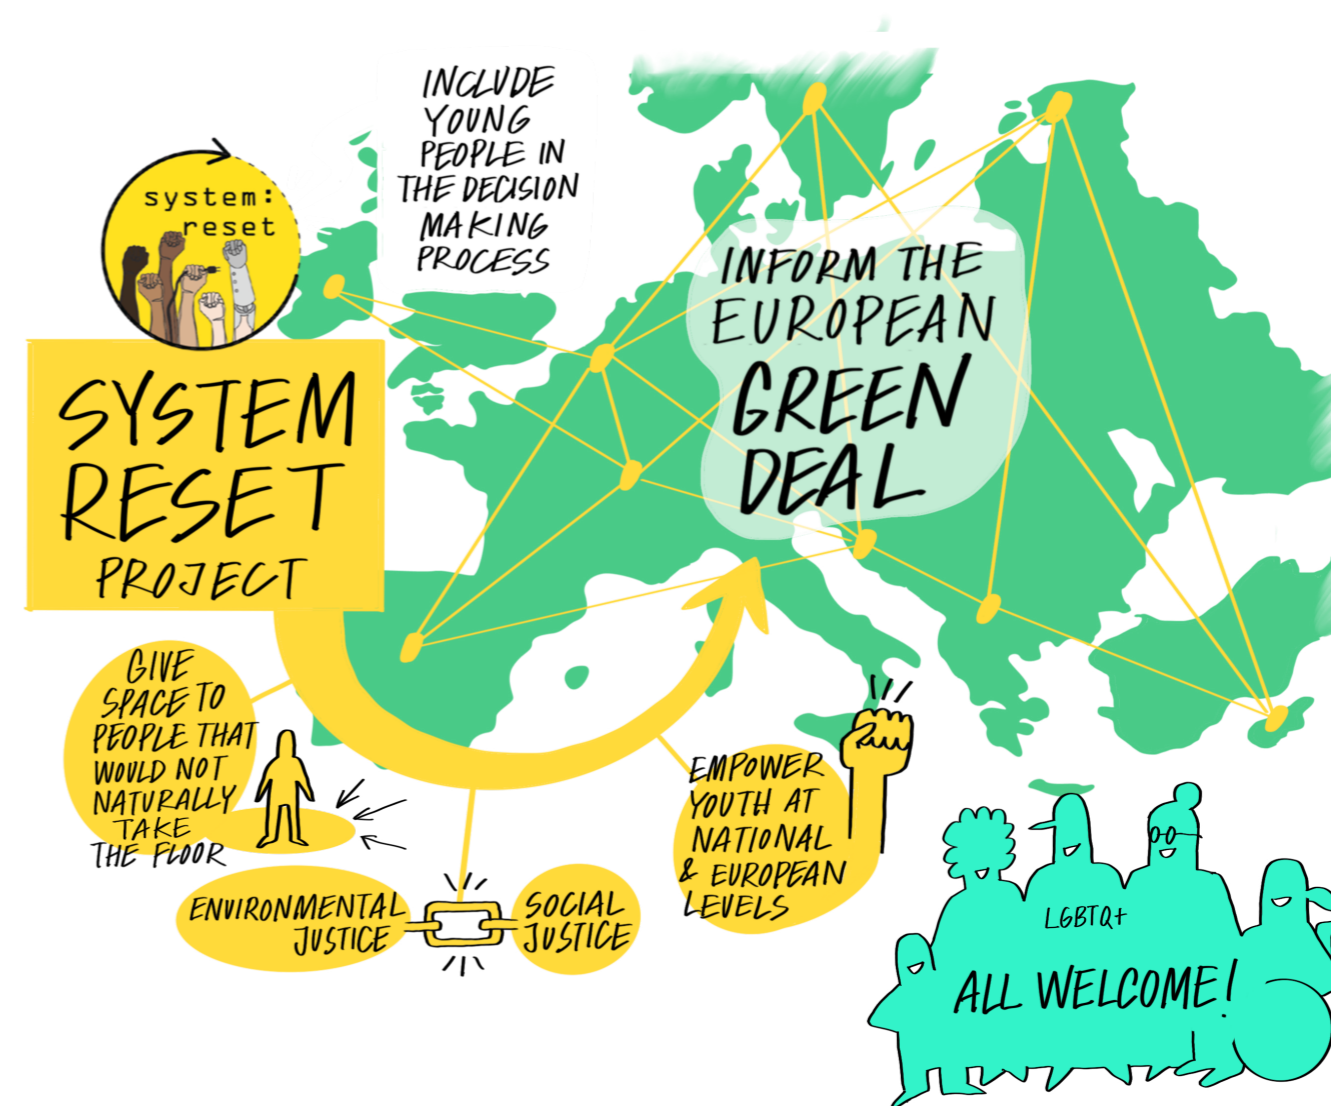 system:
reset
SYSTEM
RESET
PROJECT
INCLUDE
YOUNG
PEOPLE IN
THE DECISION
MAKING
PROCESS
INFORM THE
EUROPEAN
GREEN
DEAL
GIVE
SPACE TO
PEOPLE THAT
WOULD NOT
NATURALLY
TAKE
THE FLOOR
ENVIRONMENTAL
JUSTICE
SOCIAL
JUSTICE
EMPOWER
YOUTH AT
NATIONAL
& EUROPEAN
LEVELS
LGBTQ+
ALL WELCOME!